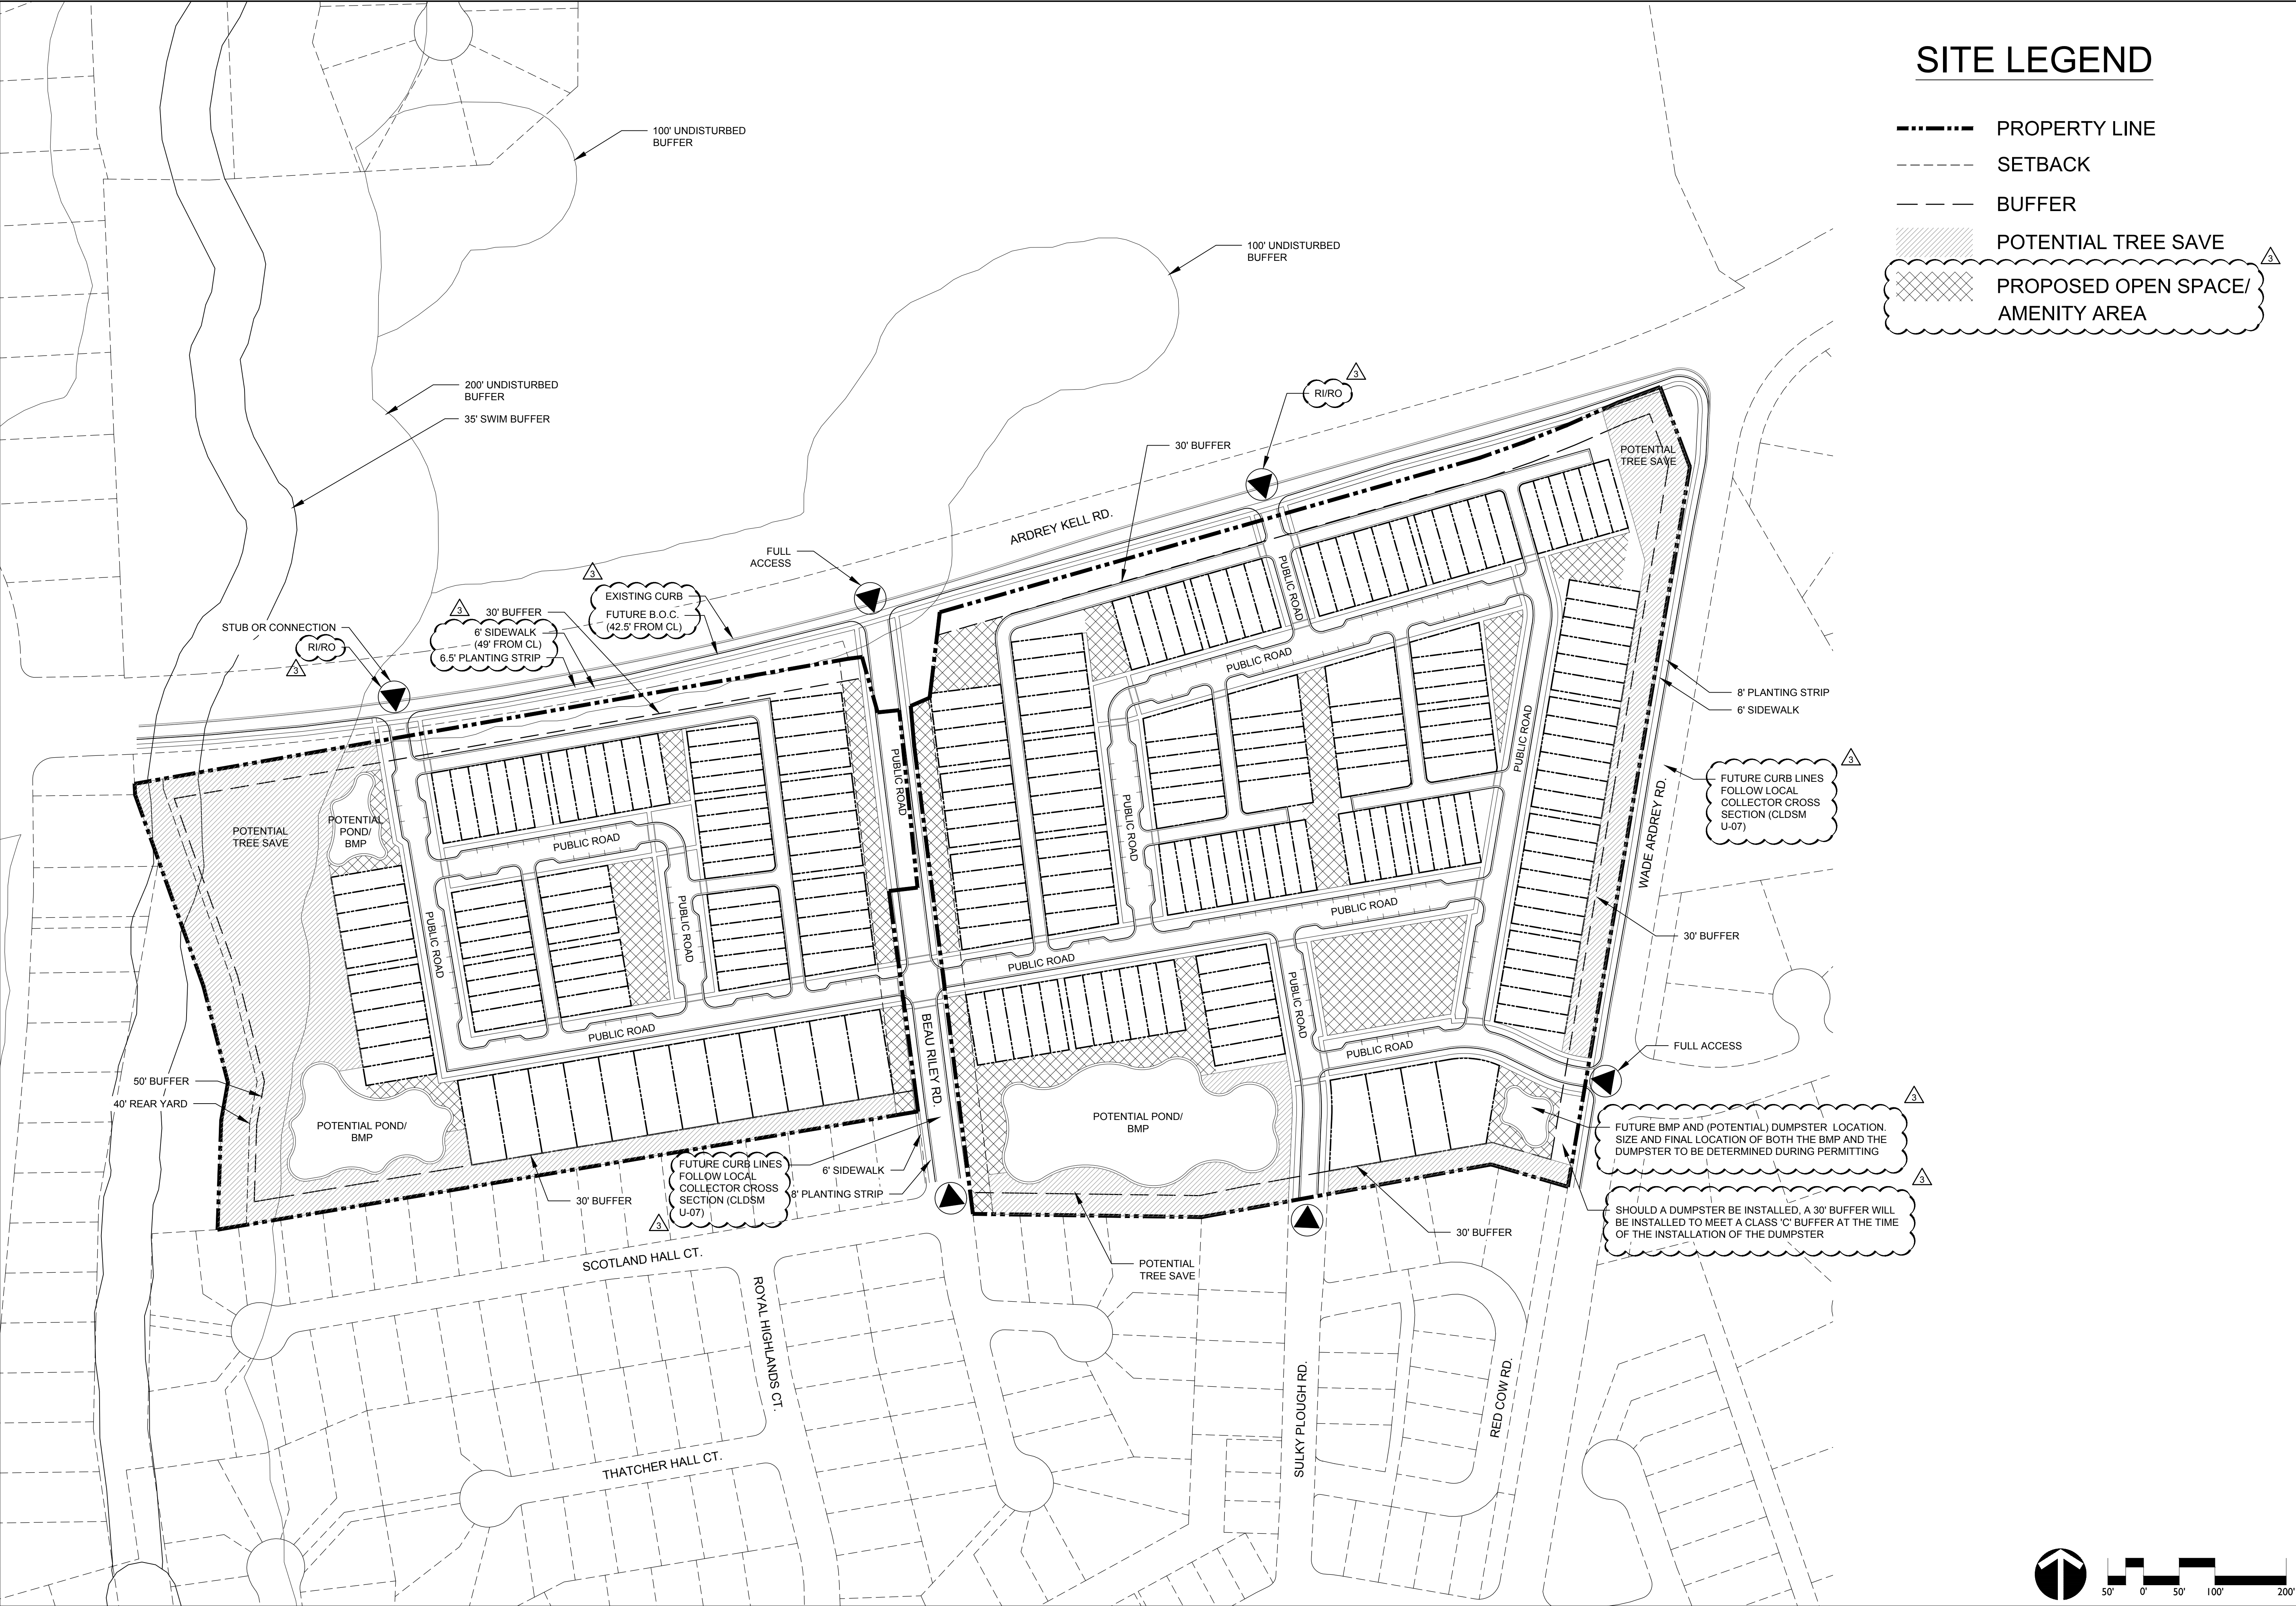 SITE LEGEND
PROPERTY LINE
SETBACK
BUFFER
POTENTIAL TREE SAVE
3
PROPOSED OPEN SPACE/
AMENITY AREA
100' UNDISTURBED
BUFFER
100' UNDISTURBED
BUFFER
200' UNDISTURBED
BUFFER
35' SWIM BUFFER
3
RI/RO
30' BUFFER
POTENTIAL
TREE SAVE
ARDREY KELL RD.
FULL
ACCESS
3
EXISTING CURB
FUTURE B.O.C.
(42.5' FROM CL)
3
30' BUFFER
6' SIDEWALK
(49' FROM CL)
6.5' PLANTING STRIP
STUB OR CONNECTION
RI/RO
3
PUBLIC ROAD
PUBLIC ROAD
8' PLANTING STRIP
6' SIDEWALK
PUBLIC ROAD
PUBLIC ROAD
PUBLIC ROAD
3
FUTURE CURB LINES
FOLLOW LOCAL
COLLECTOR CROSS
SECTION (CLDSM
U-07)
WADE ARDREY RD.
POTENTIAL
TREE SAVE
POTENTIAL
POND/
BMP
PUBLIC ROAD
PUBLIC ROAD
PUBLIC ROAD
PUBLIC ROAD
30' BUFFER
PUBLIC ROAD
PUBLIC ROAD
PUBLIC ROAD
PUBLIC ROAD
BEAU RILEY RD.
FULL ACCESS
50' BUFFER
40' REAR YARD
POTENTIAL POND/
BMP
POTENTIAL POND/
BMP
3
FUTURE BMP AND (POTENTIAL) DUMPSTER LOCATION.
SIZE AND FINAL LOCATION OF BOTH THE BMP AND THE
DUMPSTER TO BE DETERMINED DURING PERMITTING
3
SHOULD A DUMPSTER BE INSTALLED, A 30' BUFFER WILL
BE INSTALLED TO MEET A CLASS 'C' BUFFER AT THE TIME
OF THE INSTALLATION OF THE DUMPSTER
FUTURE CURB LINES
FOLLOW LOCAL
COLLECTOR CROSS
SECTION (CLDSM
U-07)
3
6' SIDEWALK
8' PLANTING STRIP
30' BUFFER
30' BUFFER
POTENTIAL
TREE SAVE
SCOTLAND HALL CT.
ROYAL HIGHLANDS CT.
THATCHER HALL CT.
SULKY PLOUGH RD.
RED COW RD.
50' 0' 50' 100' 200'